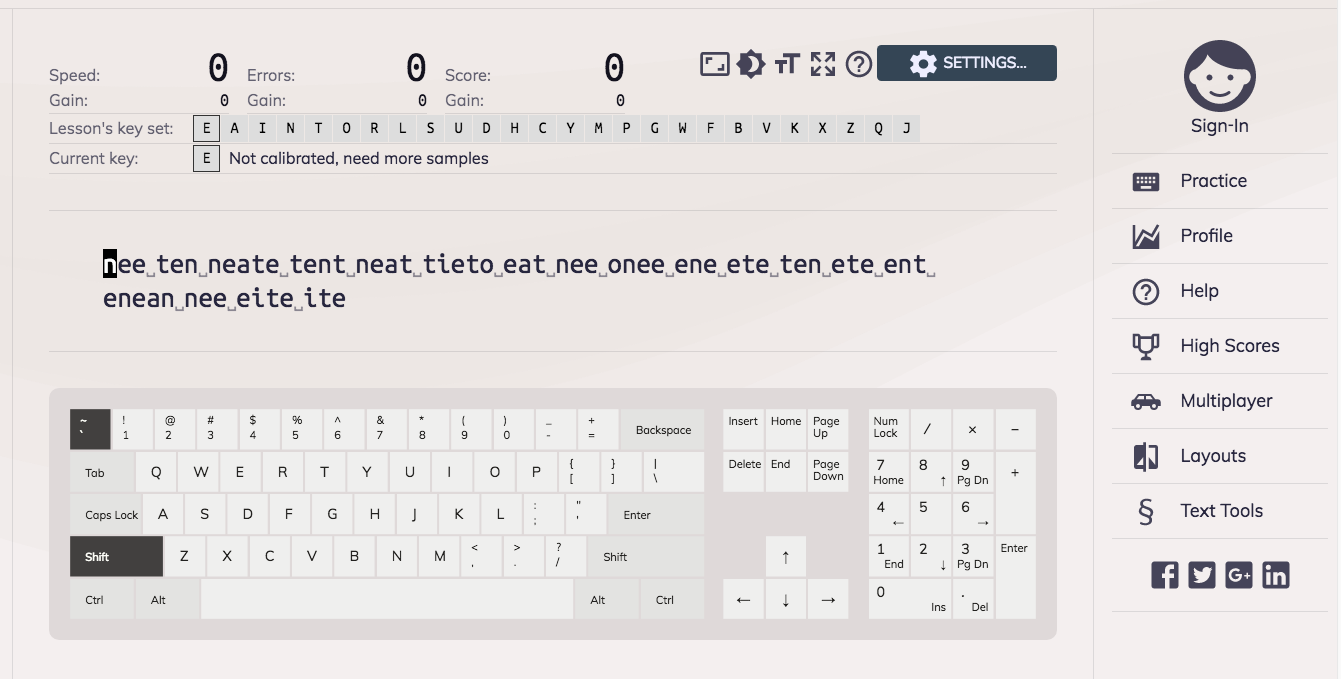 Speed: 0 Errors: 0 Score: 0
SETTINGS...
Gain: 0 Gain: 0 Gain: 0
Lesson's key set: E A I N T O R L S U D H C Y M P G W F B V K X Z Q J
Current key: E Not calibrated, need more samples
nee␣ten␣neate␣tent␣neat␣tieto␣eat␣nee␣onee␣ene␣ete␣ten␣ete␣ent␣
enean␣nee␣eite␣ite
~ ! @ # $ % ^ & * ( ) _ +
` 1 2 3 4 5 6 7 8 9 0 - = Backspace
Tab Q W E R T Y U I O P { [ } ] | \
Caps Lock A S D F G H J K L : ; " ' Enter
Shift Z X C V B N M < , > . ? / Shift
Ctrl Alt Alt Ctrl
Insert Home Page Up
Delete End Page Down
↑
← ↓ →
Num Lock / × −
7 Home 8 ↑ 9 Pg Dn +
4 ← 5 6 →
1 End 2 ↓ 3 Pg Dn Enter
0 Ins . Del
Sign-In
Practice
Profile
Help
High Scores
Multiplayer
Layouts
§ Text Tools
f G+ in